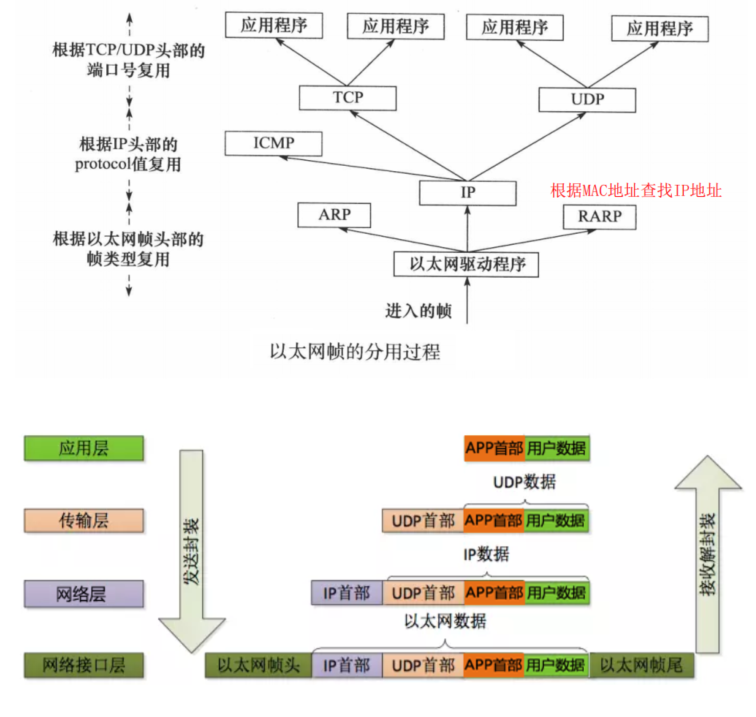 应用程序
应用程序
应用程序
应用程序
根据TCP/UDP头部的
端口号复用
TCP
UDP
根据IP头部的
protocol值复用
ICMP
IP
根据MAC地址查找IP地址
ARP
RARP
根据以太网帧头部的
帧类型复用
以太网驱动程序
进入的帧
以太网帧的分用过程
应用层
APP首部 用户数据
UDP数据
传输层
UDP首部 APP首部 用户数据
IP数据
发送封装
接收解封装
网络层
IP首部 UDP首部 APP首部 用户数据
以太网数据
网络接口层
以太网帧头 IP首部 UDP首部 APP首部 用户数据 以太网帧尾